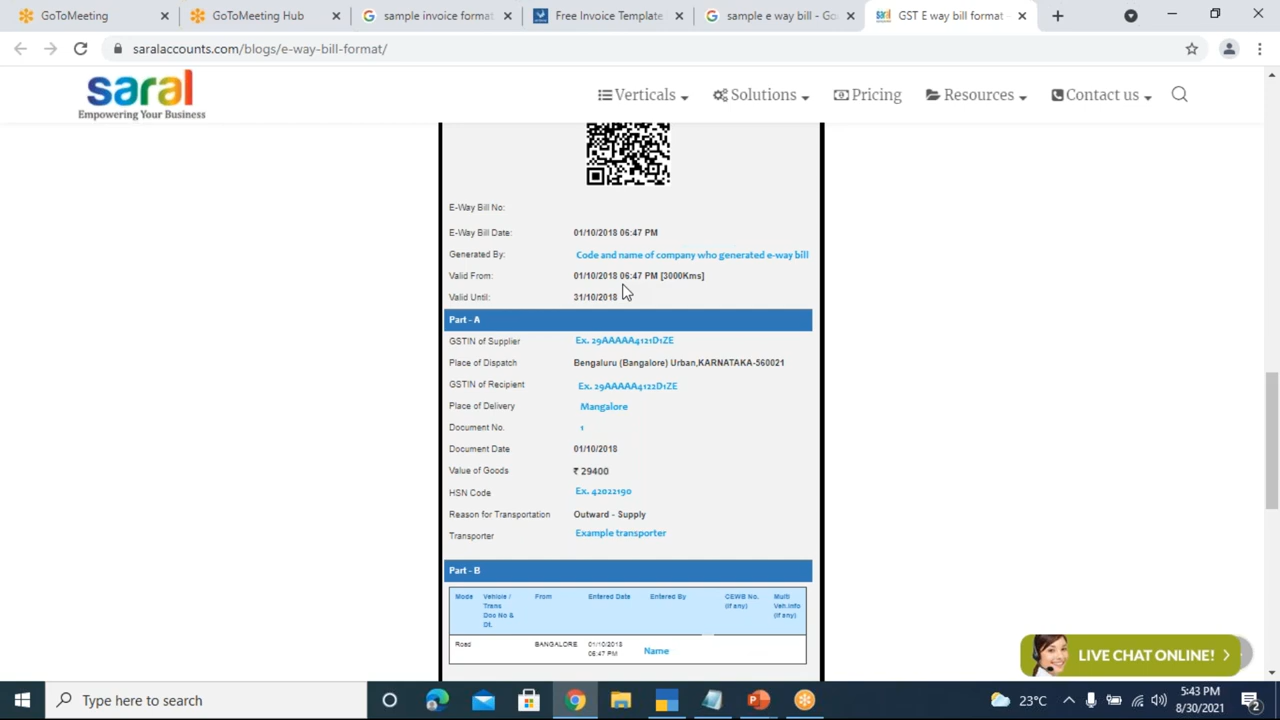 GoToMeeting
GoToMeeting Hub
sample invoice format
Free Invoice Template
sample e way bill - Go
GST E way bill format -
saralaccounts.com/blogs/e-way-bill-format/
saral
Empowering Your Business
Verticals
Solutions
Pricing
Resources
Contact us
E-Way Bill No:
E-Way Bill Date: 01/10/2018 06:47 PM
Generated By: Code and name of company who generated e-way bill
Valid From: 01/10/2018 06:47 PM [3000Kms]
Valid Until: 31/10/2018
Part - A
GSTIN of Supplier Ex. 29AAAAA4121D1ZE
Place of Dispatch Bengaluru (Bangalore) Urban,KARNATAKA-560021
GSTIN of Recipient Ex. 29AAAAA4122D1ZE
Place of Delivery Mangalore
Document No. 1
Document Date 01/10/2018
Value of Goods ₹ 29400
HSN Code Ex. 42022190
Reason for Transportation Outward - Supply
Transporter Example transporter
Part - B
Mode Vehicle / Trans Doc No & Dt. From Entered Date Entered By CEWB No. (if any) Multi Veh.Info (if any)
Road BANGALORE 01/10/2018 06:47 PM Name
LIVE CHAT ONLINE!
Type here to search
23°C
5:43 PM
8/30/2021
2